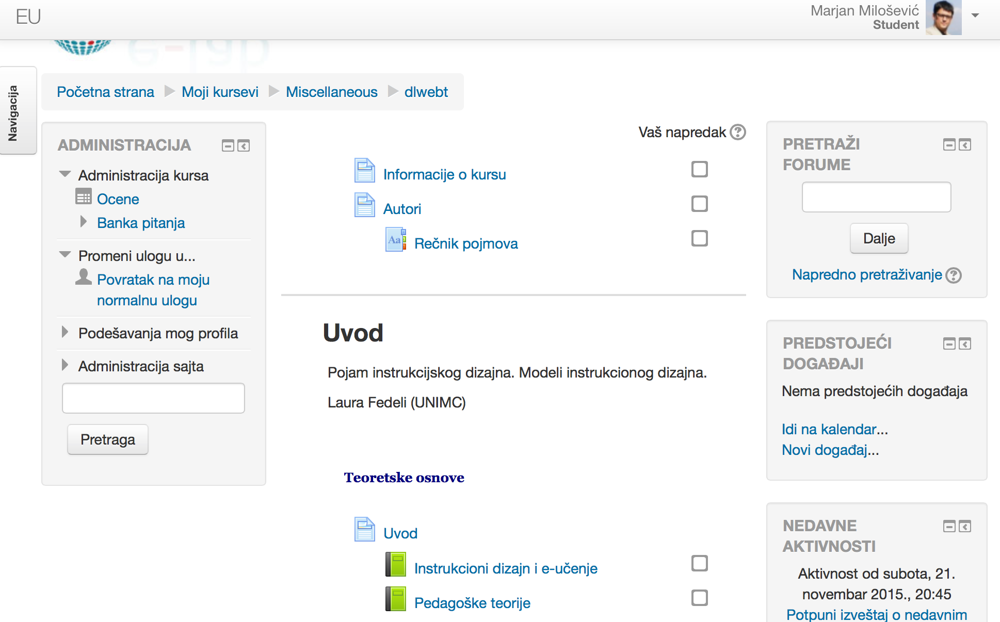 EU
Marjan Milošević
Student
e-lab
Navigacija
Početna strana Moji kursevi Miscellaneous dlwebt
ADMINISTRACIJA
Administracija kursa
Ocene
Banka pitanja
Promeni ulogu u...
Povratak na moju
normalnu ulogu
Podešavanja mog profila
Administracija sajta
Pretraga
Vaš napredak
Informacije o kursu
Autori
Aa
Rečnik pojmova
Uvod
Pojam instrukcijskog dizajna. Modeli instrukcionog dizajna.
Laura Fedeli (UNIMC)
Teoretske osnove
Uvod
Instrukcioni dizajn i e-učenje
Pedagoške teorije
PRETRAŽI
FORUME
Dalje
Napredno pretraživanje
PREDSTOJEĆI
DOGAĐAJI
Nema predstojećih događaja
Idi na kalendar...
Novi događaj...
NEDAVNE
AKTIVNOSTI
Aktivnost od subota, 21.
novembar 2015., 20:45
Potpuni izveštaj o nedavnim